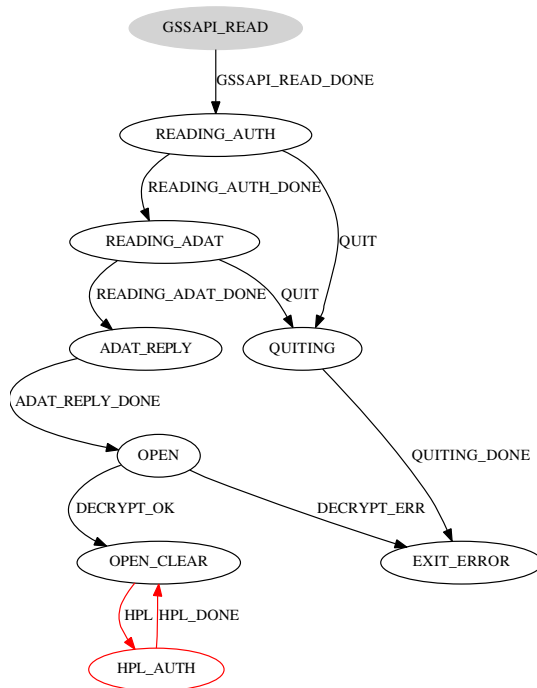 GSSAPI_READ
GSSAPI_READ_DONE
READING_AUTH
READING_AUTH_DONE
QUIT
READING_ADAT
READING_ADAT_DONE
QUIT
ADAT_REPLY
QUITING
ADAT_REPLY_DONE
QUITING_DONE
OPEN
DECRYPT_OK
DECRYPT_ERR
OPEN_CLEAR
EXIT_ERROR
HPL
HPL_DONE
HPL_AUTH